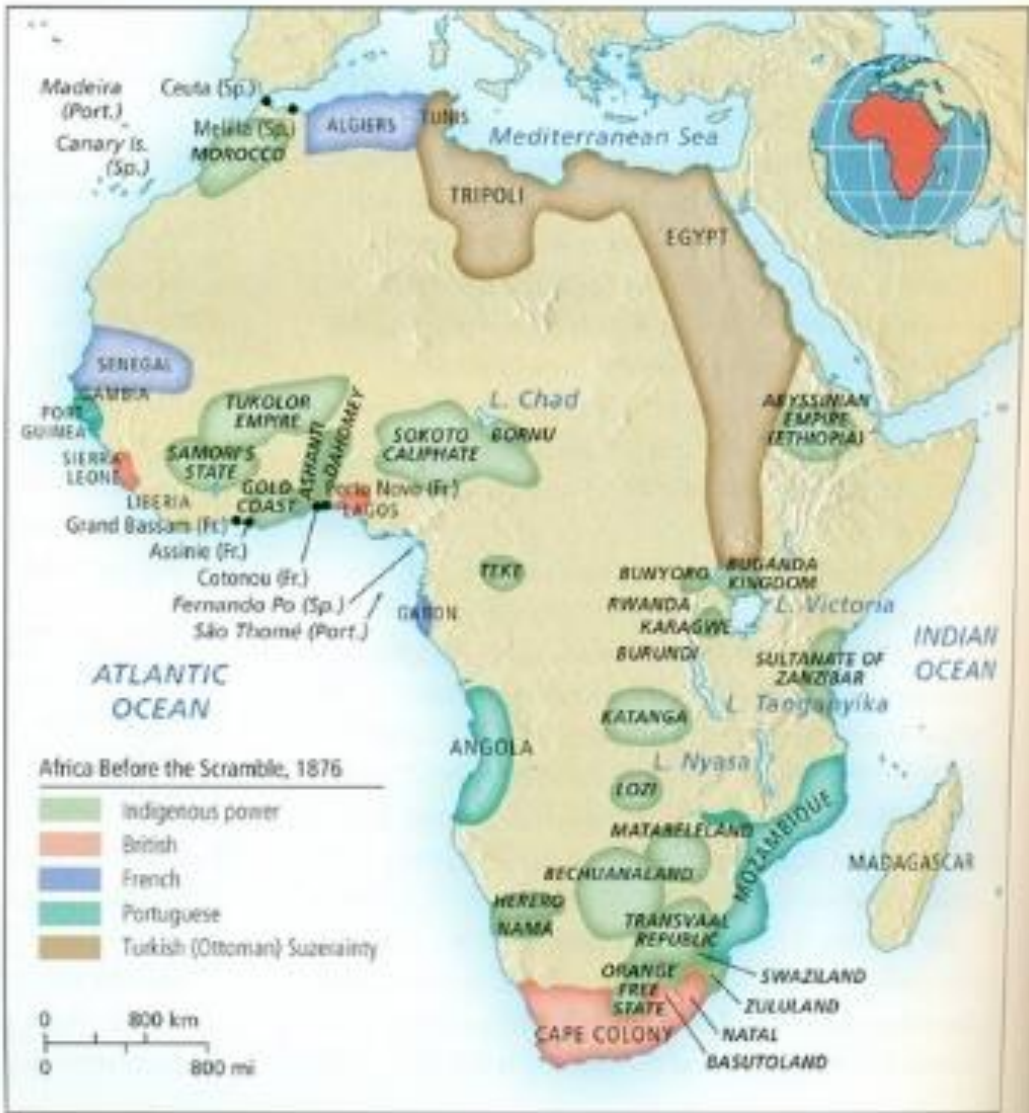 Madeira
(Port.)
Canary Is.
(Sp.)
Ceuta (Sp.)
Melilla (Sp.)
MOROCCO
ALGIERS
TUNIS
Mediterranean Sea
TRIPOLI
EGYPT
SENEGAL
GAMBIA
PORT.
GUINEA
SIERRA
LEONE
LIBERIA
TUKOLOR
EMPIRE
SAMORI'S
STATE
GOLD
COAST
ASHANTI
DAHOMEY
SOKOTO
CALIPHATE
L. Chad
BORNU
ABYSSINIAN
EMPIRE
(ETHIOPIA)
Porto Novo (Fr.)
LAGOS
Grand Bassam (Fr.)
Assinie (Fr.)
Cotonou (Fr.)
Fernando Po (Sp.)
São Thomé (Port.)
GABON
TEKE
BUNYORO
BUGANDA
KINGDOM
RWANDA
KARAGWE
L. Victoria
BURUNDI
SULTANATE OF
ZANZIBAR
INDIAN
OCEAN
ATLANTIC
OCEAN
KATANGA
L. Tanganyika
ANGOLA
L. Nyasa
LOZI
MATABELELAND
MOZAMBIQUE
MADAGASCAR
BECHUANALAND
HERERO
NAMA
TRANSVAAL
REPUBLIC
ORANGE
FREE
STATE
SWAZILAND
ZULULAND
NATAL
BASUTOLAND
CAPE COLONY
Africa Before the Scramble, 1876
Indigenous power
British
French
Portuguese
Turkish (Ottoman) Suzerainty
0 800 km
0 800 mi